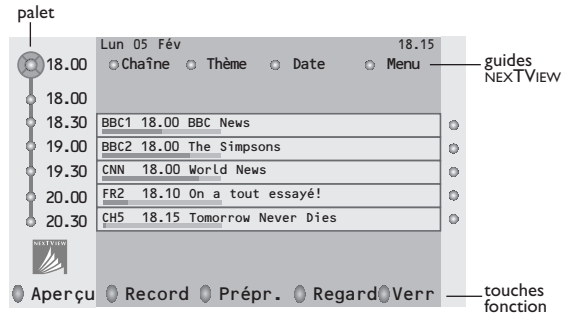 palet
Lun 05 Fév 18.15
18.00 Chaîne Thème Date Menu
guides
NEXTVIEW
18.00
18.30 BBC1 18.00 BBC News
19.00 BBC2 18.00 The Simpsons
19.30 CNN 18.00 World News
20.00 FR2 18.10 On a tout essayé!
20.30 CH5 18.15 Tomorrow Never Dies
NEXTVIEW
Aperçu Record Prépr. Regard Verr
touches
fonction